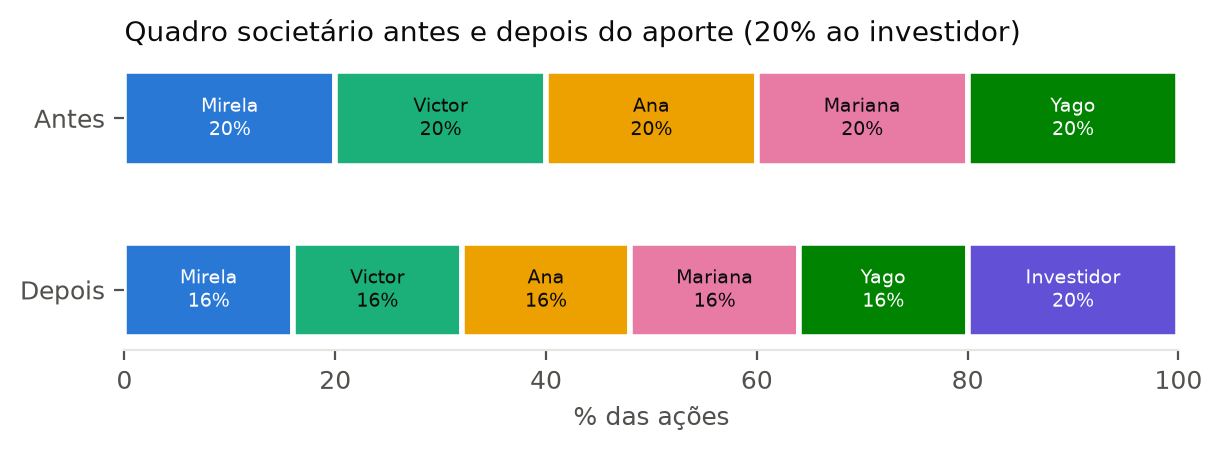 Quadro societário antes e depois do aporte (20% ao investidor)
Antes
Mirela
20%
Victor
20%
Ana
20%
Mariana
20%
Yago
20%
Depois
Mirela
16%
Victor
16%
Ana
16%
Mariana
16%
Yago
16%
Investidor
20%
0 20 40 60 80 100
% das ações